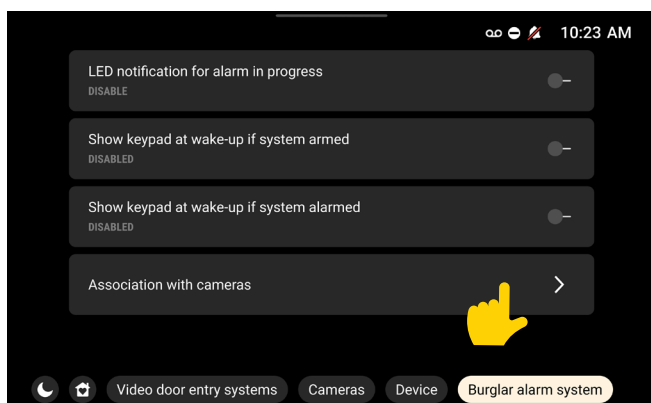 10:23 AM
LED notification for alarm in progress
DISABLE
Show keypad at wake-up if system armed
DISABLED
Show keypad at wake-up if system alarmed
DISABLED
Association with cameras
Video door entry systems Cameras Device Burglar alarm system